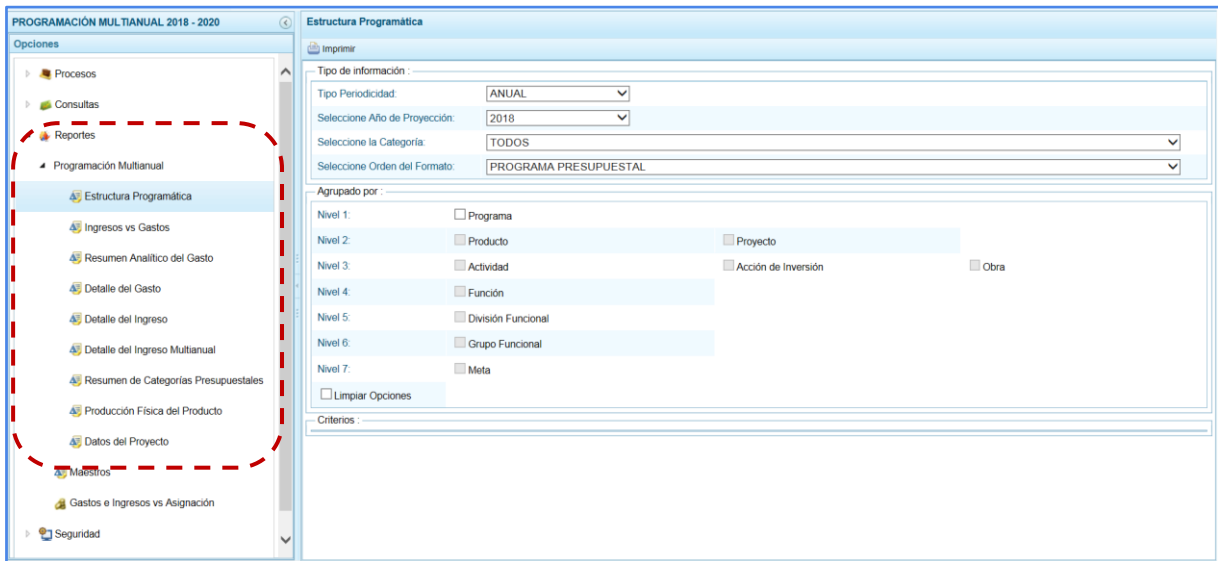 PROGRAMACIÓN MULTIANUAL 2018 - 2020
Opciones
Procesos
Consultas
Reportes
Programación Multianual
Estructura Programática
Ingresos vs Gastos
Resumen Analítico del Gasto
Detalle del Gasto
Detalle del Ingreso
Detalle del Ingreso Multianual
Resumen de Categorías Presupuestales
Producción Física del Producto
Datos del Proyecto
Maestros
Gastos e Ingresos vs Asignación
Seguridad
Estructura Programática
Imprimir
Tipo de información :
Tipo Periodicidad: ANUAL
Seleccione Año de Proyección: 2018
Seleccione la Categoría: TODOS
Seleccione Orden del Formato: PROGRAMA PRESUPUESTAL
Agrupado por :
Nivel 1: Programa
Nivel 2: Producto Proyecto
Nivel 3: Actividad Acción de Inversión Obra
Nivel 4: Función
Nivel 5: División Funcional
Nivel 6: Grupo Funcional
Nivel 7: Meta
Limpiar Opciones
Criterios :